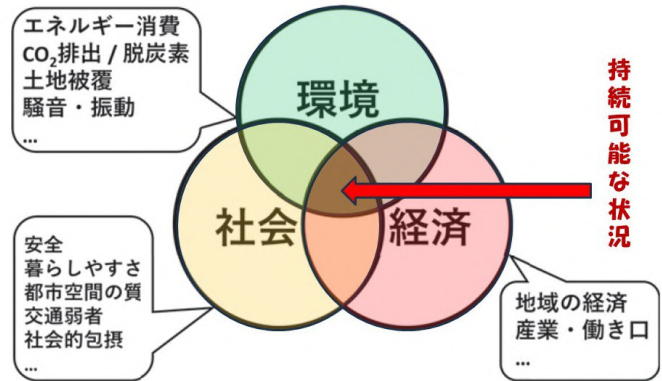 エネルギー消費
CO₂排出 / 脱炭素
土地被覆
騒音・振動
...
環境
持続可能な状況
社会
経済
安全
暮らしやすさ
都市空間の質
交通弱者
社会的包摂
...
地域の経済
産業・働き口
...